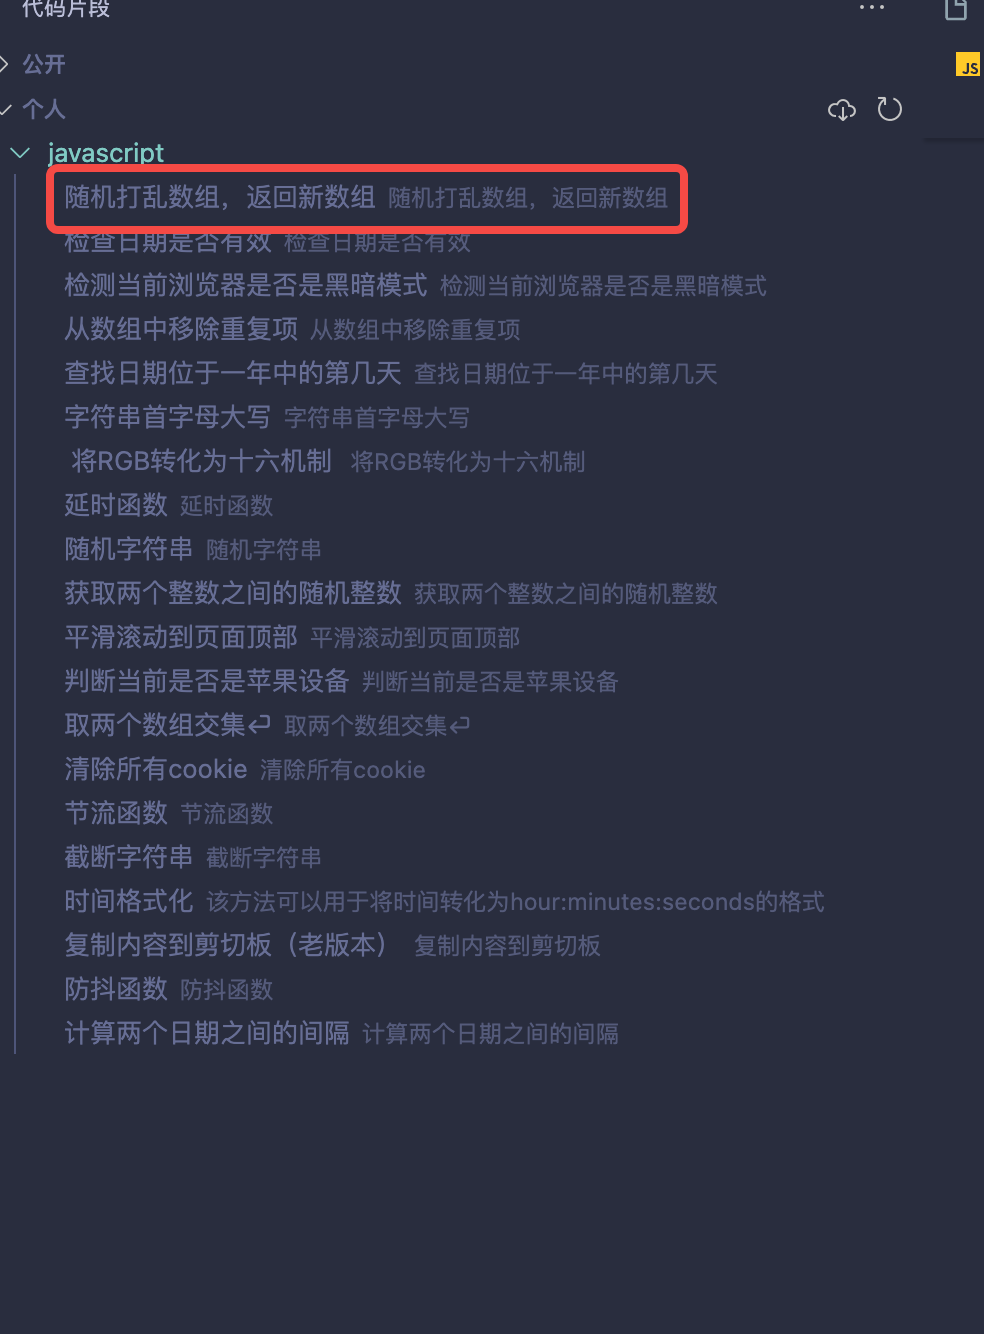 代码片段
JS
公开
个人
javascript
随机打乱数组，返回新数组 随机打乱数组，返回新数组
检查日期是否有效 检查日期是否有效
检测当前浏览器是否是黑暗模式 检测当前浏览器是否是黑暗模式
从数组中移除重复项 从数组中移除重复项
查找日期位于一年中的第几天 查找日期位于一年中的第几天
字符串首字母大写 字符串首字母大写
将RGB转化为十六机制 将RGB转化为十六机制
延时函数 延时函数
随机字符串 随机字符串
获取两个整数之间的随机整数 获取两个整数之间的随机整数
平滑滚动到页面顶部 平滑滚动到页面顶部
判断当前是否是苹果设备 判断当前是否是苹果设备
取两个数组交集⏎ 取两个数组交集⏎
清除所有cookie 清除所有cookie
节流函数 节流函数
截断字符串 截断字符串
时间格式化 该方法可以用于将时间转化为hour:minutes:seconds的格式
复制内容到剪切板（老版本） 复制内容到剪切板
防抖函数 防抖函数
计算两个日期之间的间隔 计算两个日期之间的间隔